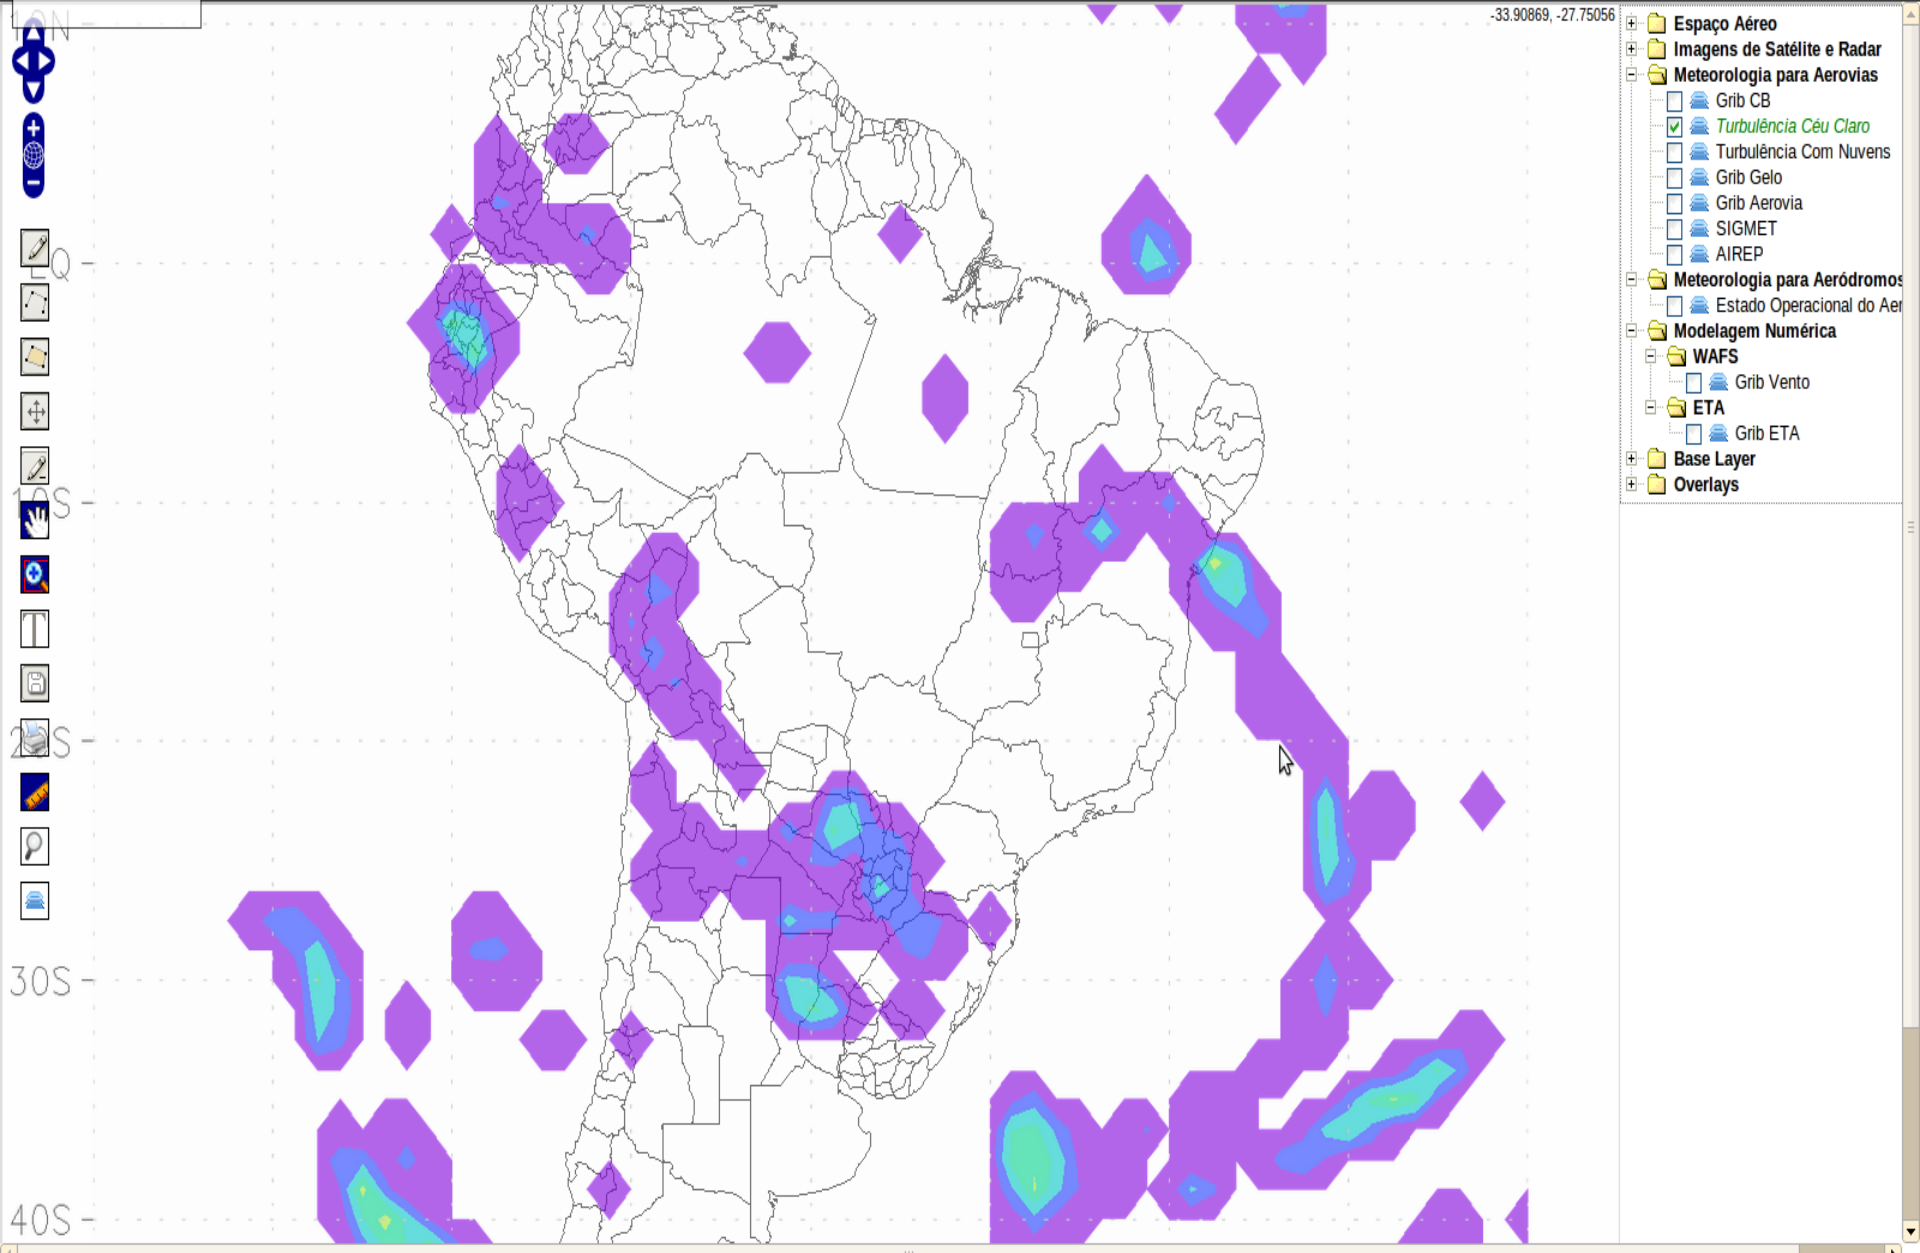 10N
-33.90869, -27.75056
EQ
10S
20S
30S
40S
Espaço Aéreo
Imagens de Satélite e Radar
Meteorologia para Aerovias
Grib CB
Turbulência Céu Claro
Turbulência Com Nuvens
Grib Gelo
Grib Aerovia
SIGMET
AIREP
Meteorologia para Aeródromos
Estado Operacional do Aer
Modelagem Numérica
WAFS
Grib Vento
ETA
Grib ETA
Base Layer
Overlays